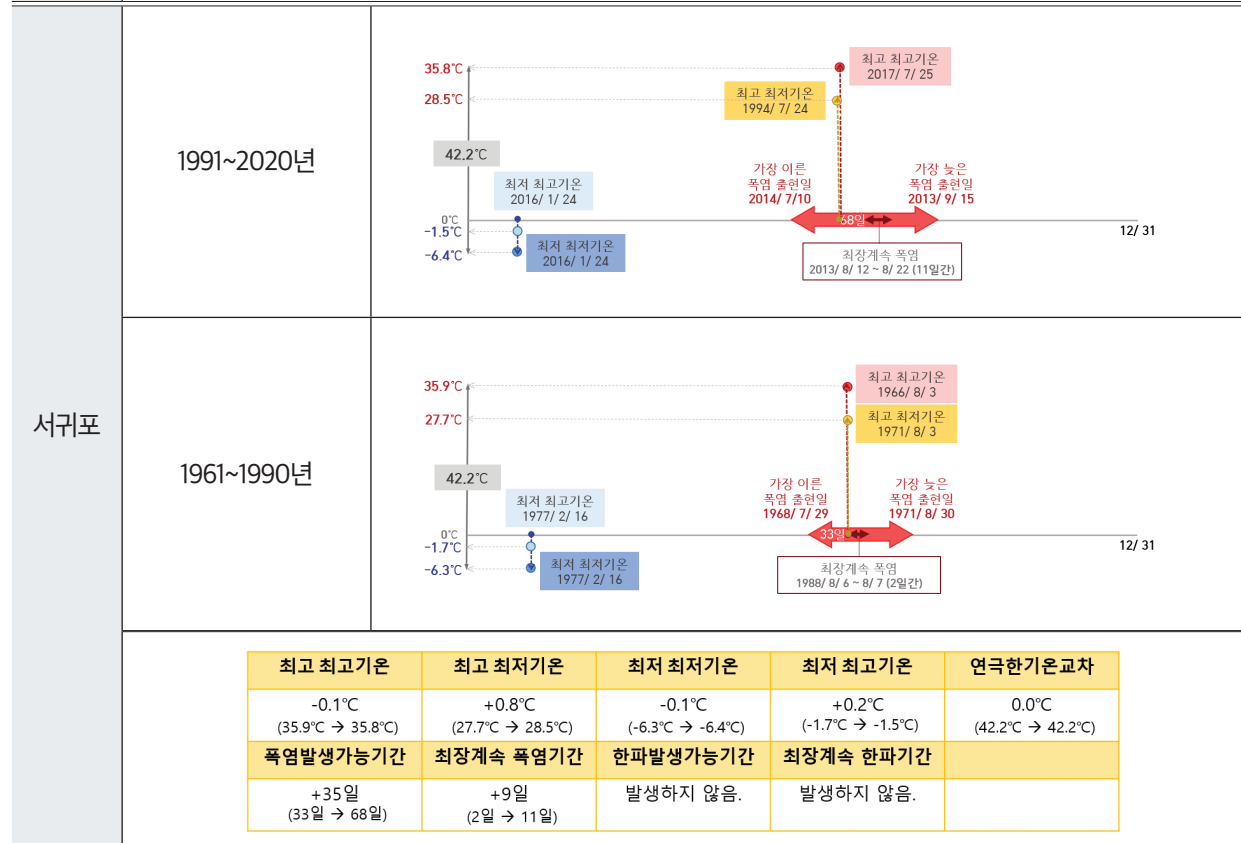 서귀포
1991~2020년
35.8℃
28.5℃
42.2℃
0℃
-1.5℃
-6.4℃
최고 최고기온
2017/ 7/ 25
최고 최저기온
1994/ 7/ 24
최저 최고기온
2016/ 1/ 24
최저 최저기온
2016/ 1/ 24
가장 이른
폭염 출현일
2014/ 7/10
가장 늦은
폭염 출현일
2013/ 9/ 15
68일
최장계속 폭염
2013/ 8/ 12 ~ 8/ 22 (11일간)
12/ 31
1961~1990년
35.9℃
27.7℃
42.2℃
0℃
-1.7℃
-6.3℃
최고 최고기온
1966/ 8/ 3
최고 최저기온
1971/ 8/ 3
최저 최고기온
1977/ 2/ 16
최저 최저기온
1977/ 2/ 16
가장 이른
폭염 출현일
1968/ 7/ 29
가장 늦은
폭염 출현일
1971/ 8/ 30
33일
최장계속 폭염
1988/ 8/ 6 ~ 8/ 7 (2일간)
12/ 31
최고 최고기온 최고 최저기온 최저 최저기온 최저 최고기온 연극한기온교차
-0.1℃ +0.8℃ -0.1℃ +0.2℃ 0.0℃
(35.9℃ → 35.8℃) (27.7℃ → 28.5℃) (-6.3℃ → -6.4℃) (-1.7℃ → -1.5℃) (42.2℃ → 42.2℃)
폭염발생가능기간 최장계속 폭염기간 한파발생가능기간 최장계속 한파기간
+35일 +9일 발생하지 않음. 발생하지 않음.
(33일 → 68일) (2일 → 11일)